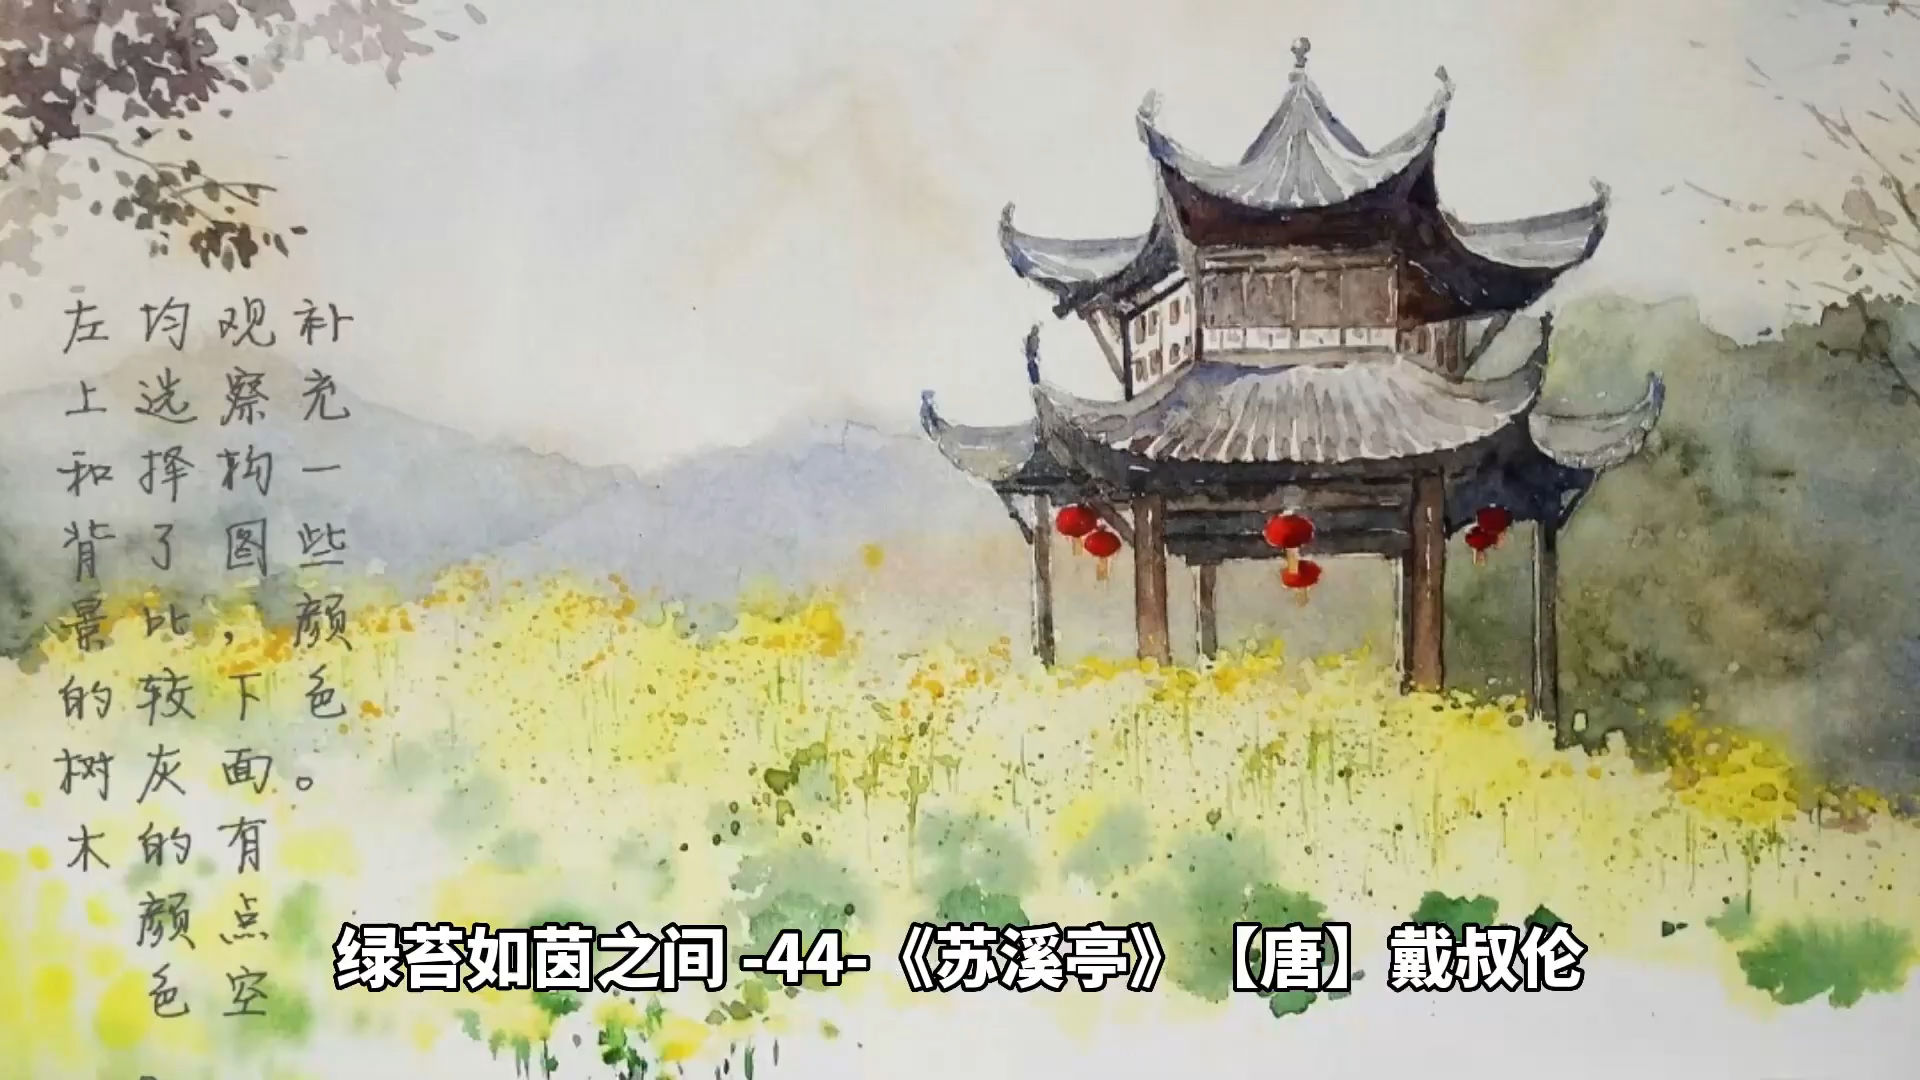 左上和背景的树木
均选择了比较灰的颜色
观察构图，下面有点空
补充一些颜色。
绿苔如茵之间 -44-《苏溪亭》【唐】戴叔伦